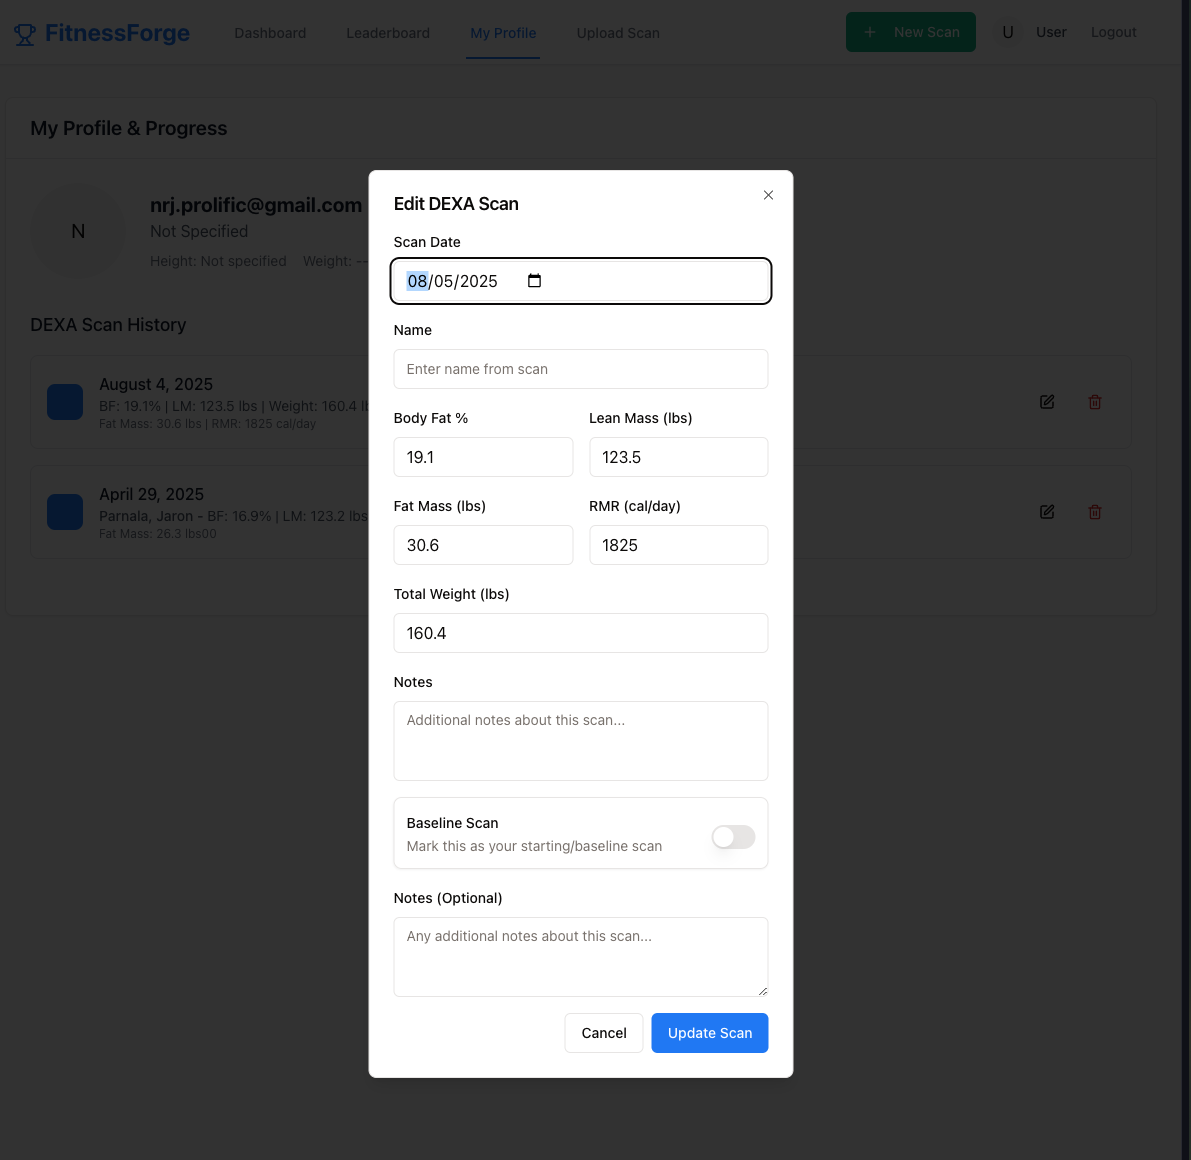 FitnessForge
Dashboard
Leaderboard
My Profile
Upload Scan
+ New Scan
U
User
Logout
My Profile & Progress
N
nrj.prolific@gmail.com
Not Specified
Height: Not specified Weight: --
DEXA Scan History
August 4, 2025
BF: 19.1% | LM: 123.5 lbs | Weight: 160.4 lb
Fat Mass: 30.6 lbs | RMR: 1825 cal/day
April 29, 2025
Parnala, Jaron - BF: 16.9% | LM: 123.2 lbs
Fat Mass: 26.3 lbs00
Edit DEXA Scan
Scan Date
08/05/2025
Name
Enter name from scan
Body Fat %
Lean Mass (lbs)
19.1
123.5
Fat Mass (lbs)
RMR (cal/day)
30.6
1825
Total Weight (lbs)
160.4
Notes
Additional notes about this scan...
Baseline Scan
Mark this as your starting/baseline scan
Notes (Optional)
Any additional notes about this scan...
Cancel
Update Scan